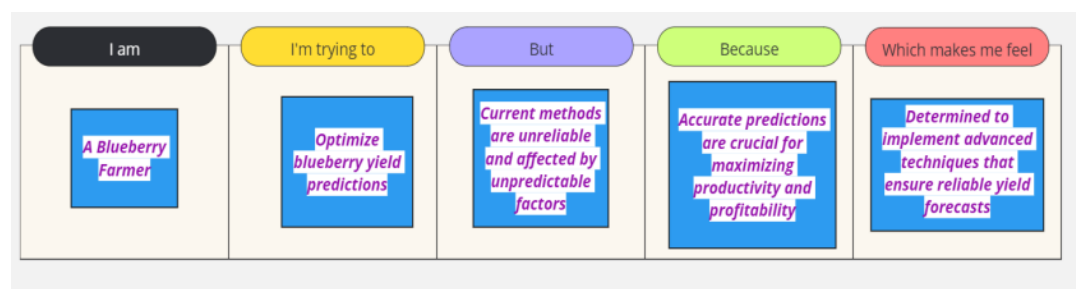 I am
I'm trying to
But
Because
Which makes me feel
A Blueberry
Farmer
Optimize
blueberry yield
predictions
Current methods
are unreliable
and affected by
unpredictable
factors
Accurate predictions
are crucial for
maximizing
productivity and
profitability
Determined to
implement advanced
techniques that
ensure reliable yield
forecasts